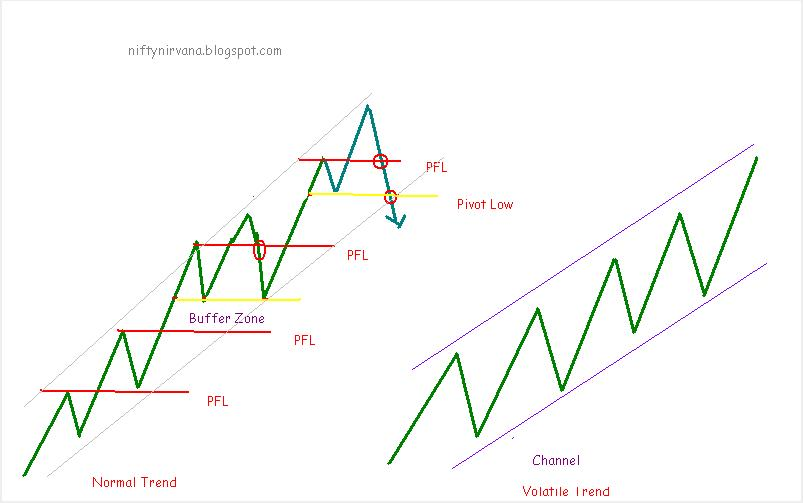 niftynirvana.blogspot.com
PFL
Pivot Low
PFL
Buffer Zone
PFL
PFL
Normal Trend
Channel
Volatile Trend